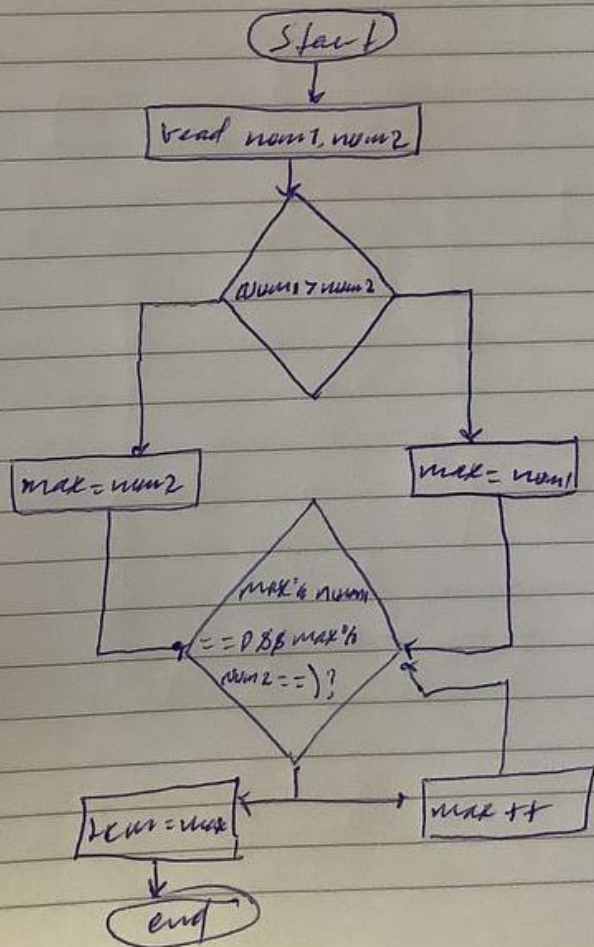 Start
read num1, num2
num1 > num2
max = num2
max = num1
max % num1
== 0 && max %
num2 == ) ?
lcm = max
max ++
end